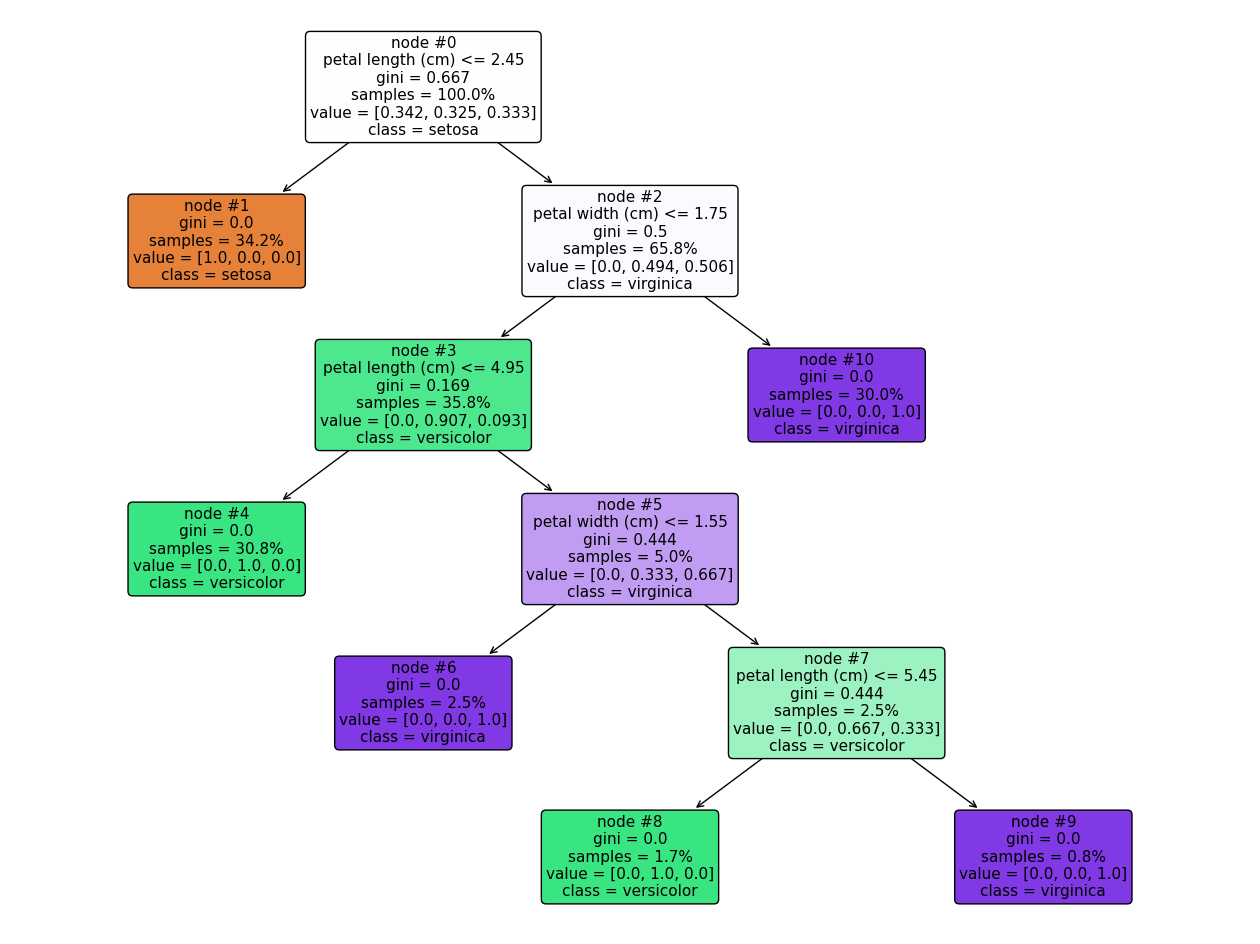 node #0
petal length (cm) <= 2.45
gini = 0.667
samples = 100.0%
value = [0.342, 0.325, 0.333]
class = setosa
node #1
gini = 0.0
samples = 34.2%
value = [1.0, 0.0, 0.0]
class = setosa
node #2
petal width (cm) <= 1.75
gini = 0.5
samples = 65.8%
value = [0.0, 0.494, 0.506]
class = virginica
node #3
petal length (cm) <= 4.95
gini = 0.169
samples = 35.8%
value = [0.0, 0.907, 0.093]
class = versicolor
node #10
gini = 0.0
samples = 30.0%
value = [0.0, 0.0, 1.0]
class = virginica
node #4
gini = 0.0
samples = 30.8%
value = [0.0, 1.0, 0.0]
class = versicolor
node #5
petal width (cm) <= 1.55
gini = 0.444
samples = 5.0%
value = [0.0, 0.333, 0.667]
class = virginica
node #6
gini = 0.0
samples = 2.5%
value = [0.0, 0.0, 1.0]
class = virginica
node #7
petal length (cm) <= 5.45
gini = 0.444
samples = 2.5%
value = [0.0, 0.667, 0.333]
class = versicolor
node #8
gini = 0.0
samples = 1.7%
value = [0.0, 1.0, 0.0]
class = versicolor
node #9
gini = 0.0
samples = 0.8%
value = [0.0, 0.0, 1.0]
class = virginica